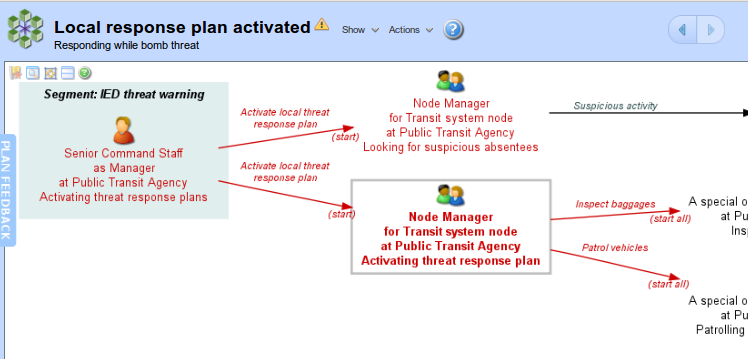 Local response plan activated
Show
Actions
Responding while bomb threat
PLAN FEEDBACK
Segment: IED threat warning
Senior Command Staff
as Manager
at Public Transit Agency
Activating threat response plans
Activate local threat
response plan
(start)
Activate local threat
response plan
(start)
Node Manager
for Transit system node
at Public Transit Agency
Looking for suspicious absentees
Suspicious activity
Node Manager
for Transit system node
at Public Transit Agency
Activating threat response plan
Inspect baggages
(start all)
Patrol vehicles
(start all)
A special o
at Pu
Insp
A special o
at Pu
Patrolling